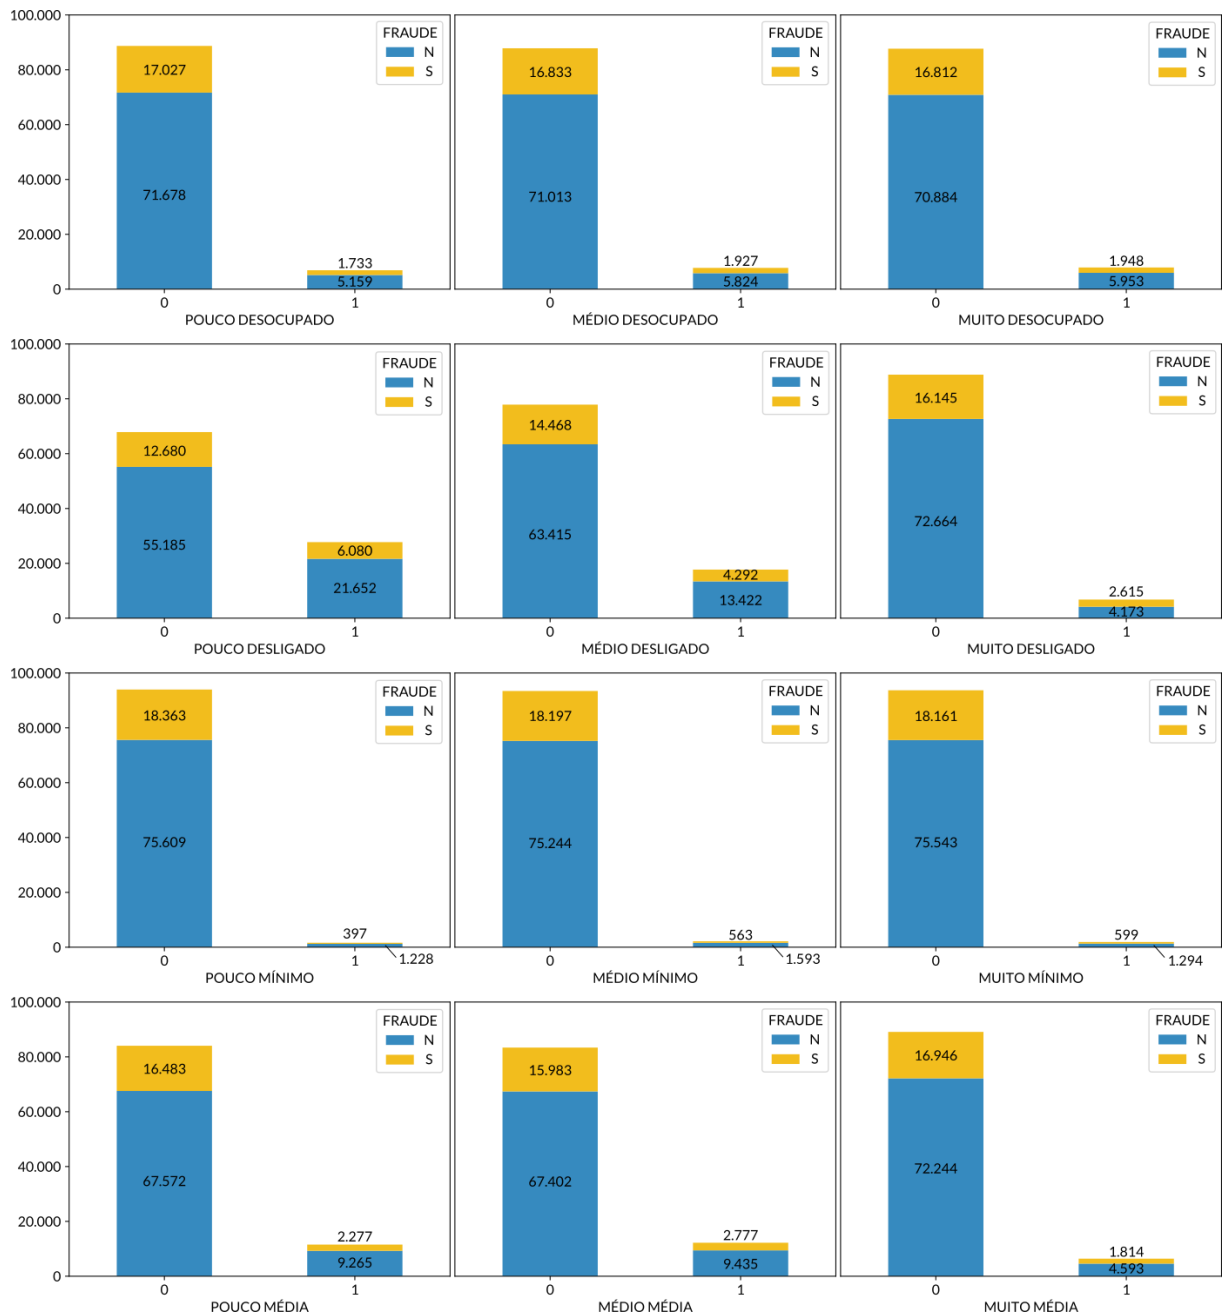 100.000
80.000
60.000
40.000
20.000
0
FRAUDE
N
S
17.027
71.678
1.733
5.159
0 1
POUCO DESOCUPADO
FRAUDE
N
S
16.833
71.013
1.927
5.824
0 1
MÉDIO DESOCUPADO
FRAUDE
N
S
16.812
70.884
1.948
5.953
0 1
MUITO DESOCUPADO
100.000
80.000
60.000
40.000
20.000
0
FRAUDE
N
S
12.680
55.185
6.080
21.652
0 1
POUCO DESLIGADO
FRAUDE
N
S
14.468
63.415
4.292
13.422
0 1
MÉDIO DESLIGADO
FRAUDE
N
S
16.145
72.664
2.615
4.173
0 1
MUITO DESLIGADO
100.000
80.000
60.000
40.000
20.000
0
FRAUDE
N
S
18.363
75.609
397
1.228
0 1
POUCO MÍNIMO
FRAUDE
N
S
18.197
75.244
563
1.593
0 1
MÉDIO MÍNIMO
FRAUDE
N
S
18.161
75.543
599
1.294
0 1
MUITO MÍNIMO
100.000
80.000
60.000
40.000
20.000
0
FRAUDE
N
S
16.483
67.572
2.277
9.265
0 1
POUCO MÉDIA
FRAUDE
N
S
15.983
67.402
2.777
9.435
0 1
MÉDIO MÉDIA
FRAUDE
N
S
16.946
72.244
1.814
4.593
0 1
MUITO MÉDIA